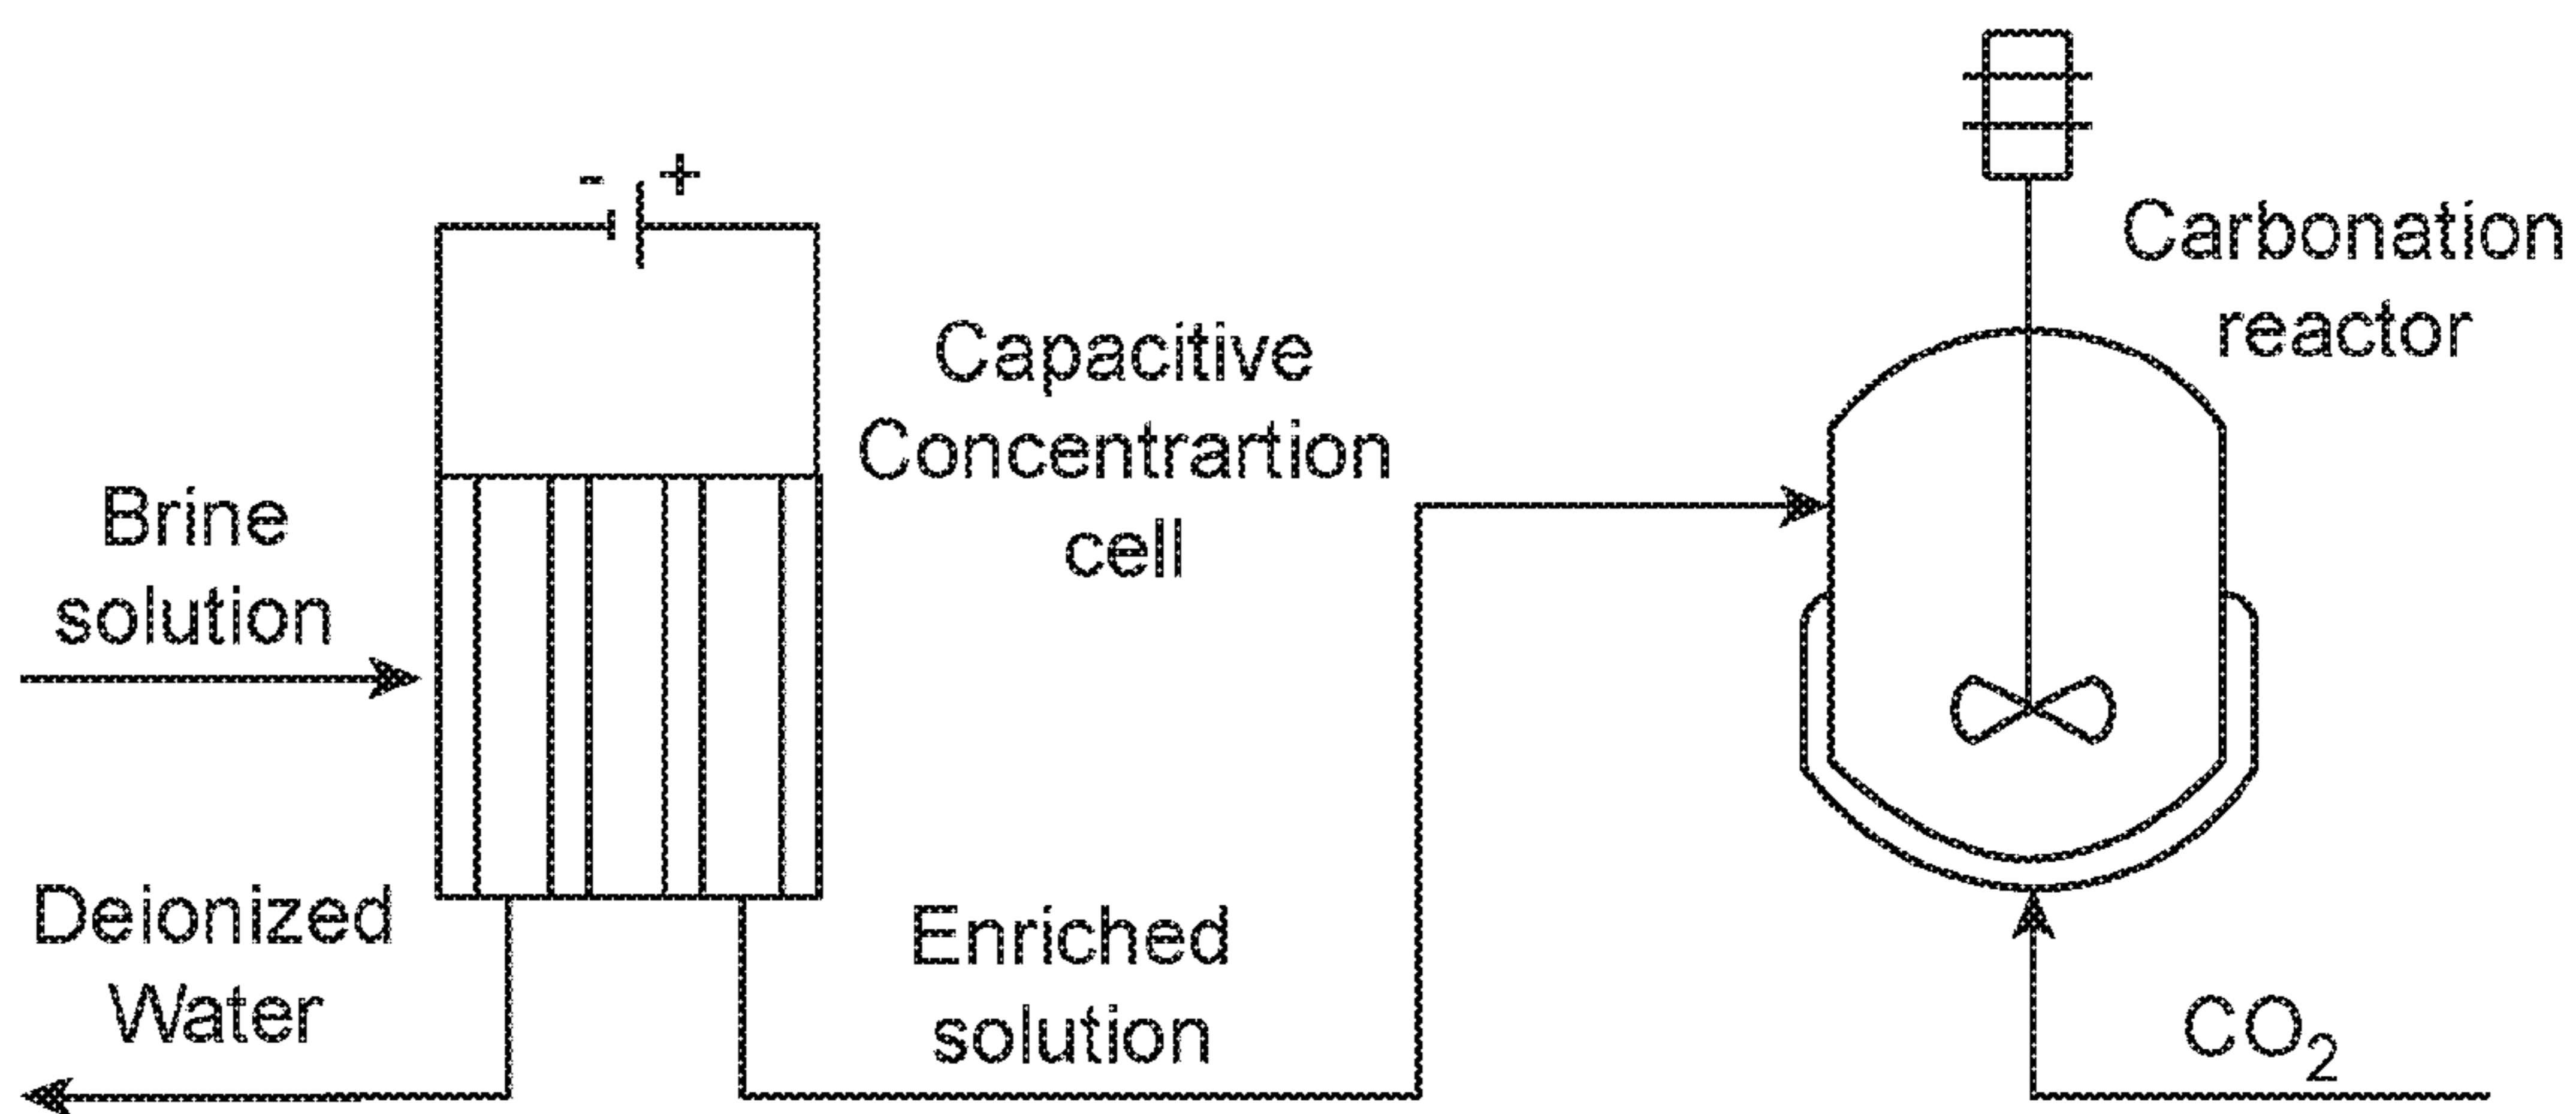 - +
Carbonation
reactor
Capacitive
Concentrartion
cell
Brine
solution
Deionized
Water
Enriched
solution
CO₂